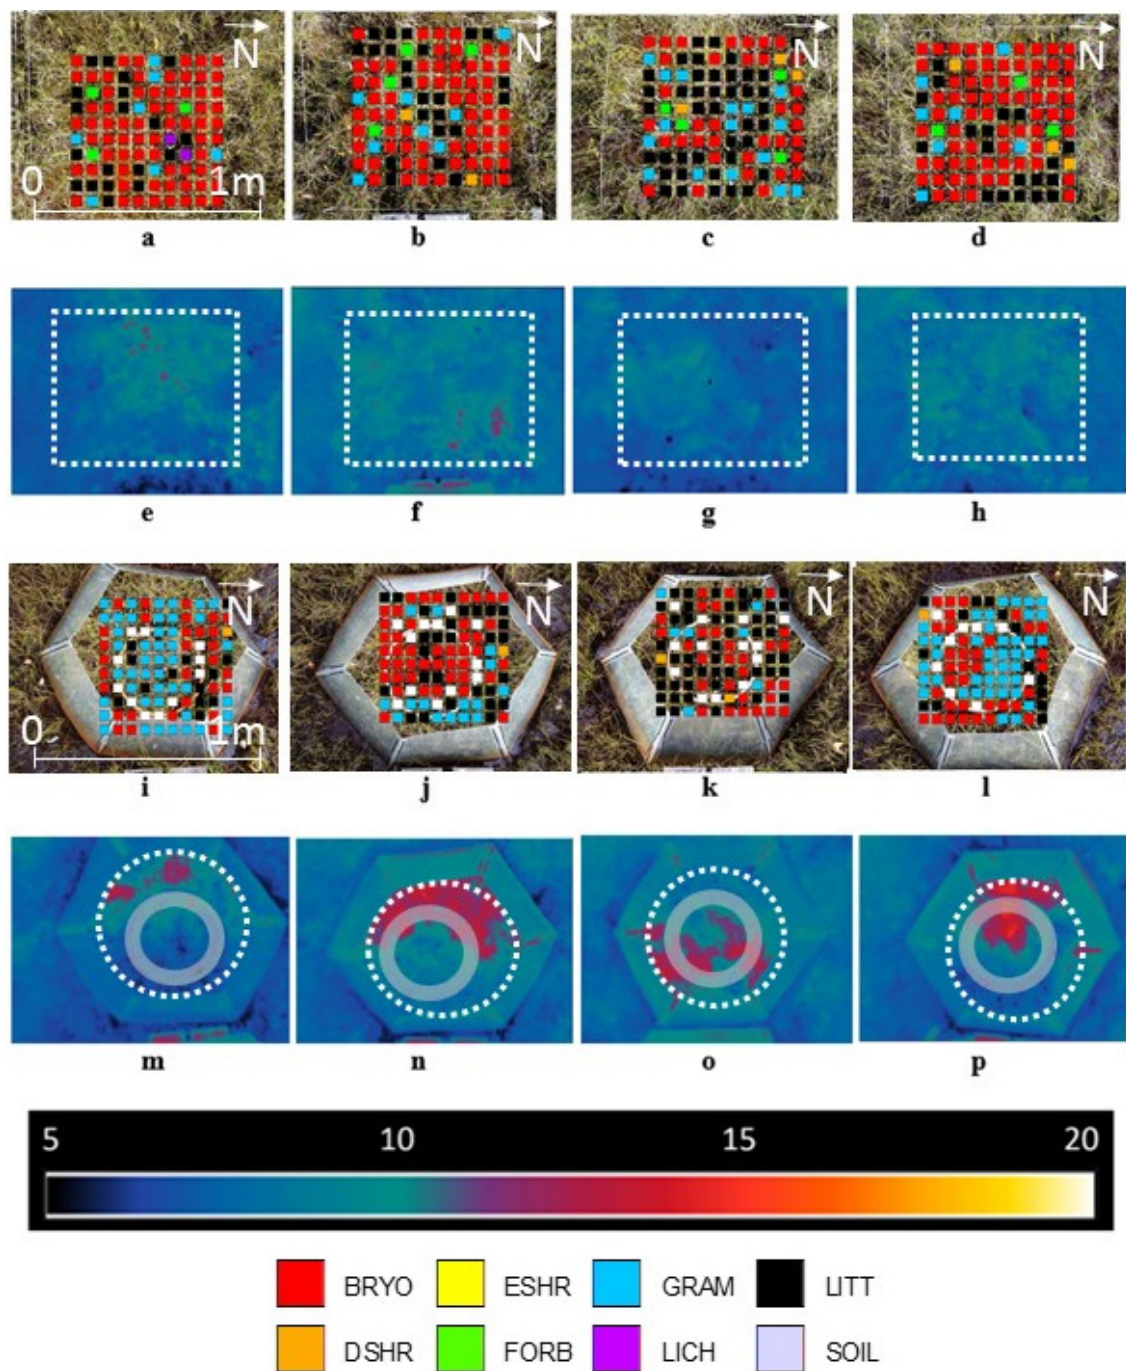 N N N N
0 1m
a b c d
e f g h
N N N N
0 1m
i j k l
m n o p
5 10 15 20
BRYO ESHR GRAM LITT
DSHR FORB LICH SOIL